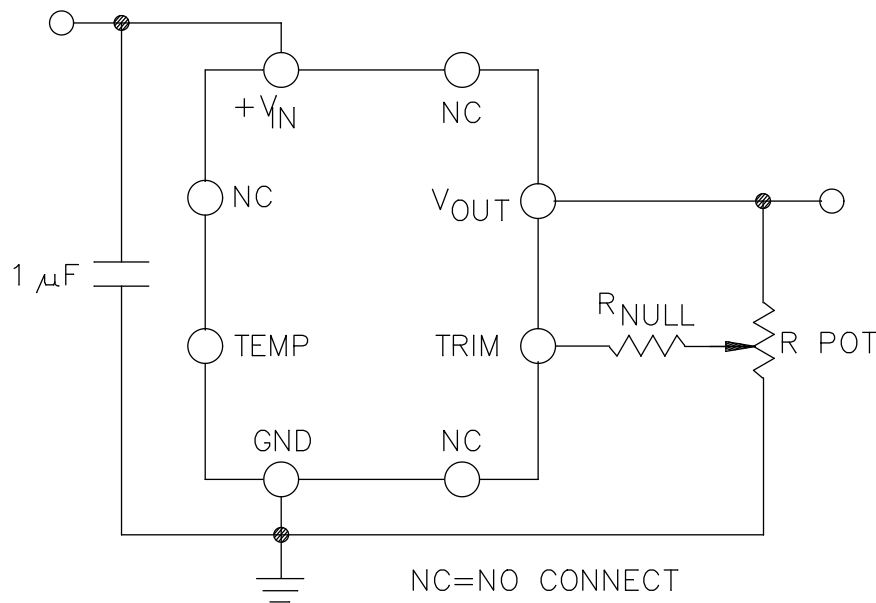 +VIN
NC
NC
VOUT
1 µF
RNULL
TEMP
TRIM
R POT
GND
NC
NC=NO CONNECT